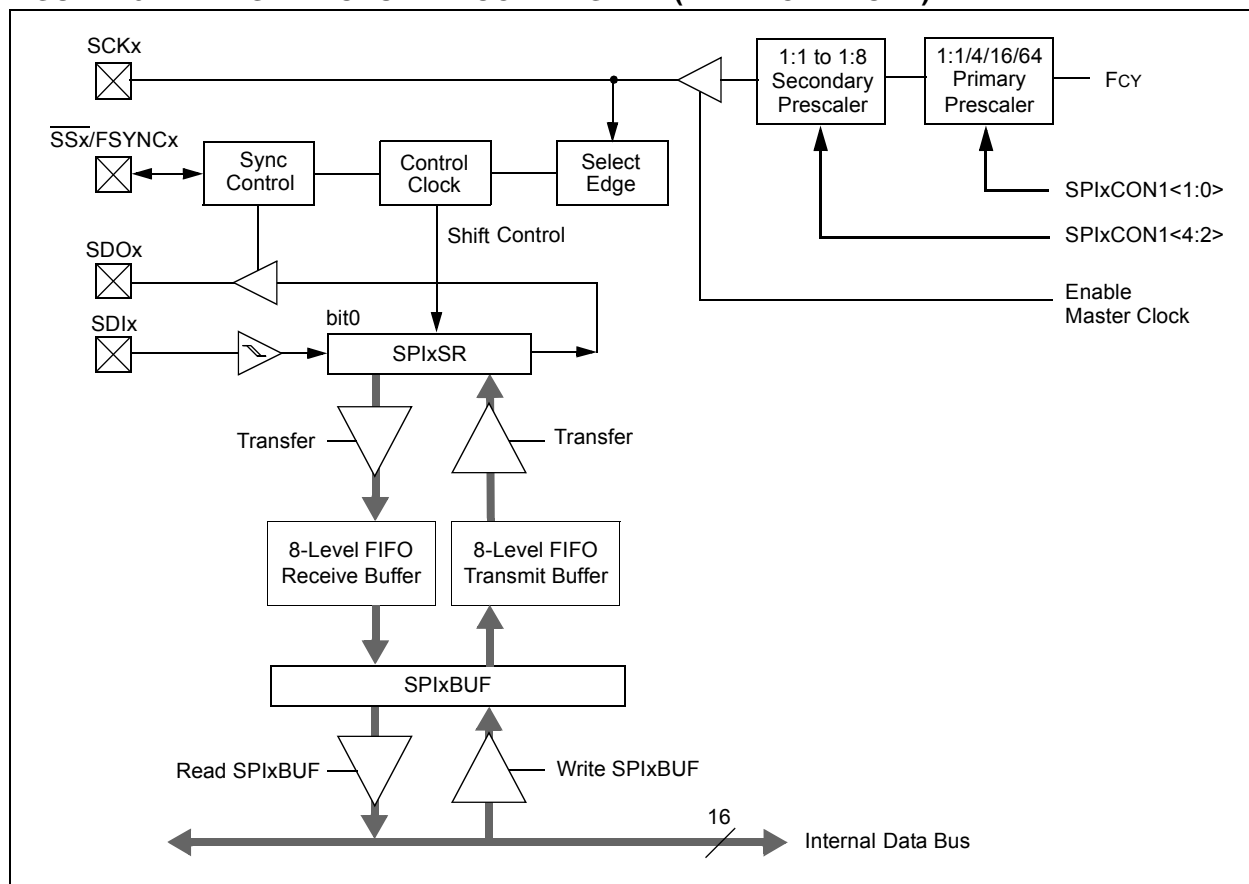 SCKx
1:1 to 1:8
Secondary
Prescaler
1:1/4/16/64
Primary
Prescaler
FCY
SSx/FSYNCx
Sync
Control
Control
Clock
Select
Edge
SPIxCON1<1:0>
Shift Control
SPIxCON1<4:2>
SDOx
Enable
Master Clock
bit0
SDIx
SPIxSR
Transfer
Transfer
8-Level FIFO
Receive Buffer
8-Level FIFO
Transmit Buffer
SPIxBUF
Read SPIxBUF
Write SPIxBUF
16
Internal Data Bus